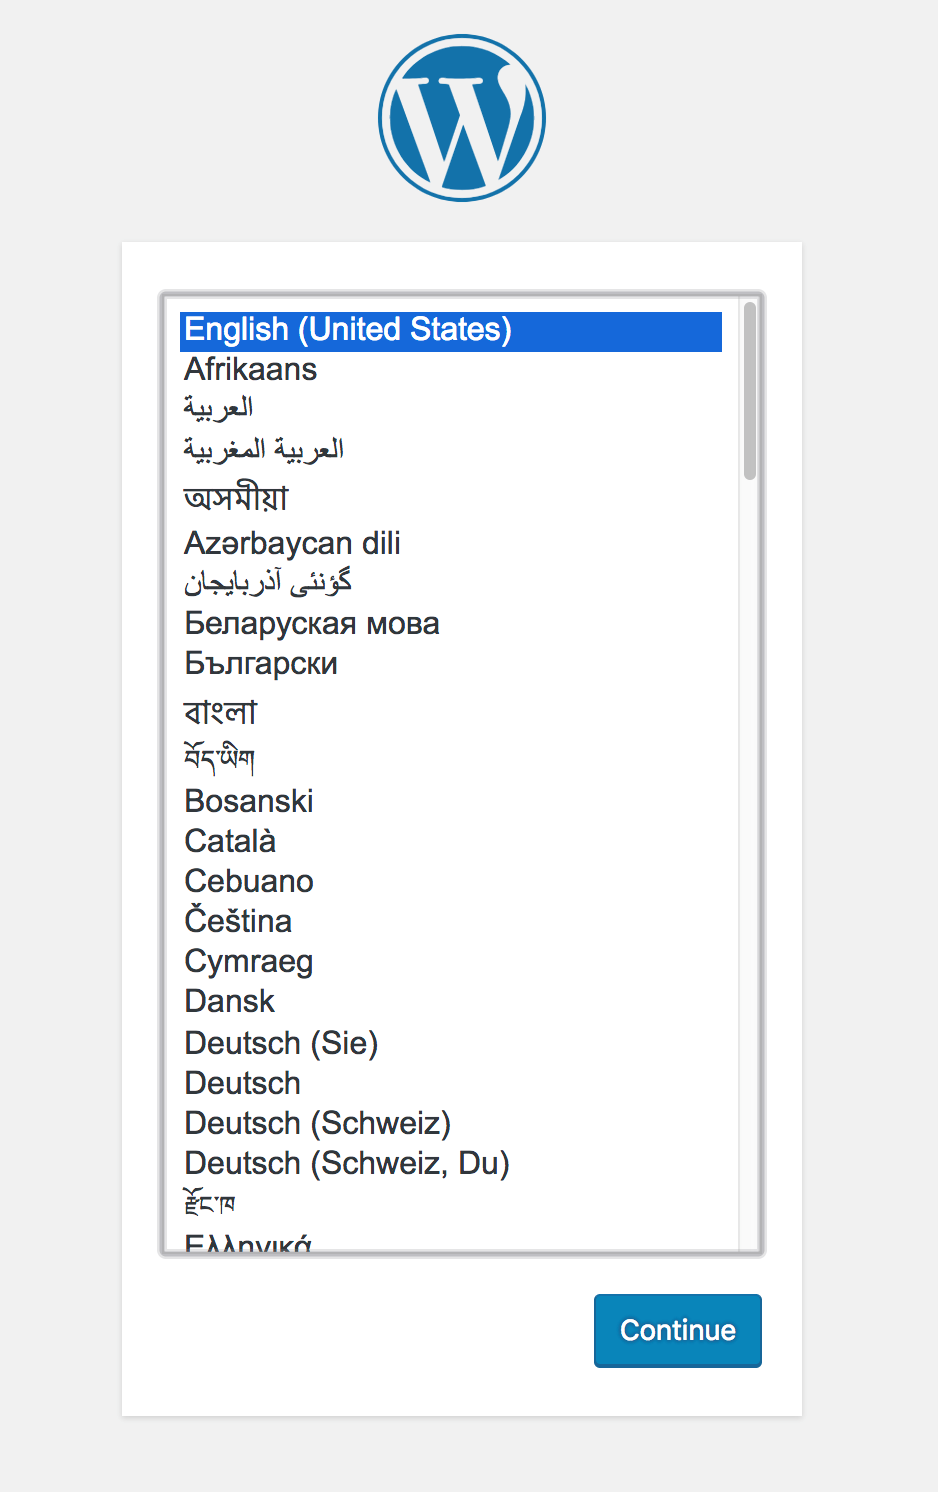 English (United States)
Afrikaans
العربية
العربية المغربية
অসমীয়া
Azərbaycan dili
گؤنئی آذربایجان
Беларуская мова
Български
বাংলা
བོད་ཡིག
Bosanski
Català
Cebuano
Čeština
Cymraeg
Dansk
Deutsch (Sie)
Deutsch
Deutsch (Schweiz)
Deutsch (Schweiz, Du)
རྫོང་ཁ
Ελληνικά
Continue